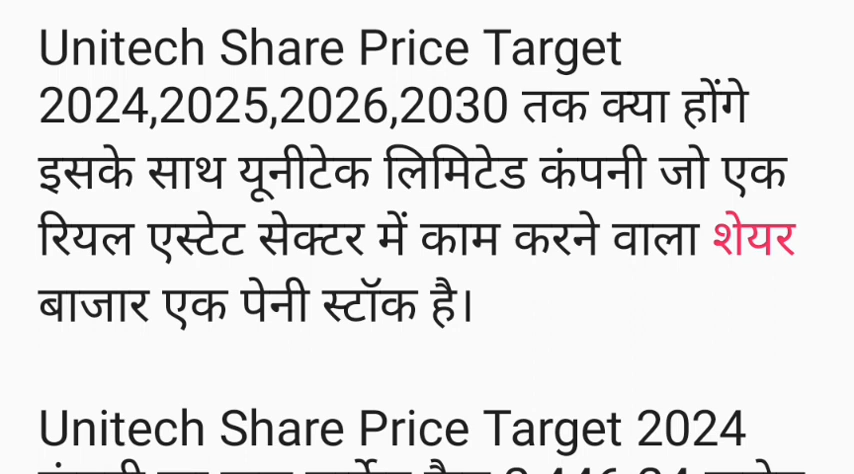 Unitech Share Price Target
2024,2025,2026,2030 तक क्या होंगे
इसके साथ यूनीटेक लिमिटेड कंपनी जो एक
रियल एस्टेट सेक्टर में काम करने वाला शेयर
बाजार एक पेनी स्टॉक है।
Unitech Share Price Target 2024